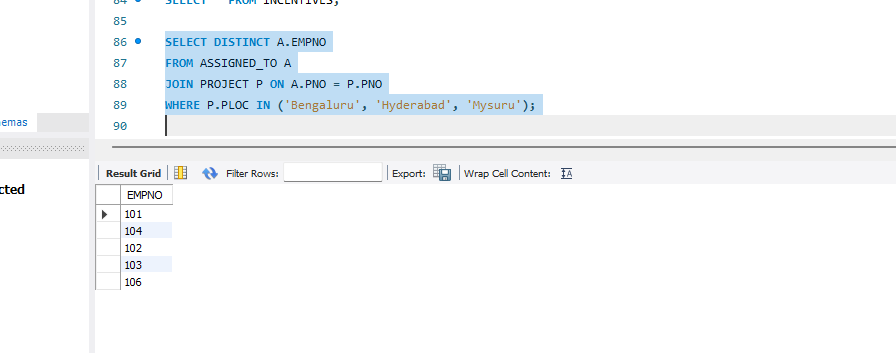 84 SELECT * FROM INCENTIVES;
85
86 SELECT DISTINCT A.EMPNO
87 FROM ASSIGNED_TO A
88 JOIN PROJECT P ON A.PNO = P.PNO
89 WHERE P.PLOC IN ('Bengaluru', 'Hyderabad', 'Mysuru');
90
emas
cted
Result Grid Filter Rows: Export: Wrap Cell Content: IA
EMPNO
101
104
102
103
106